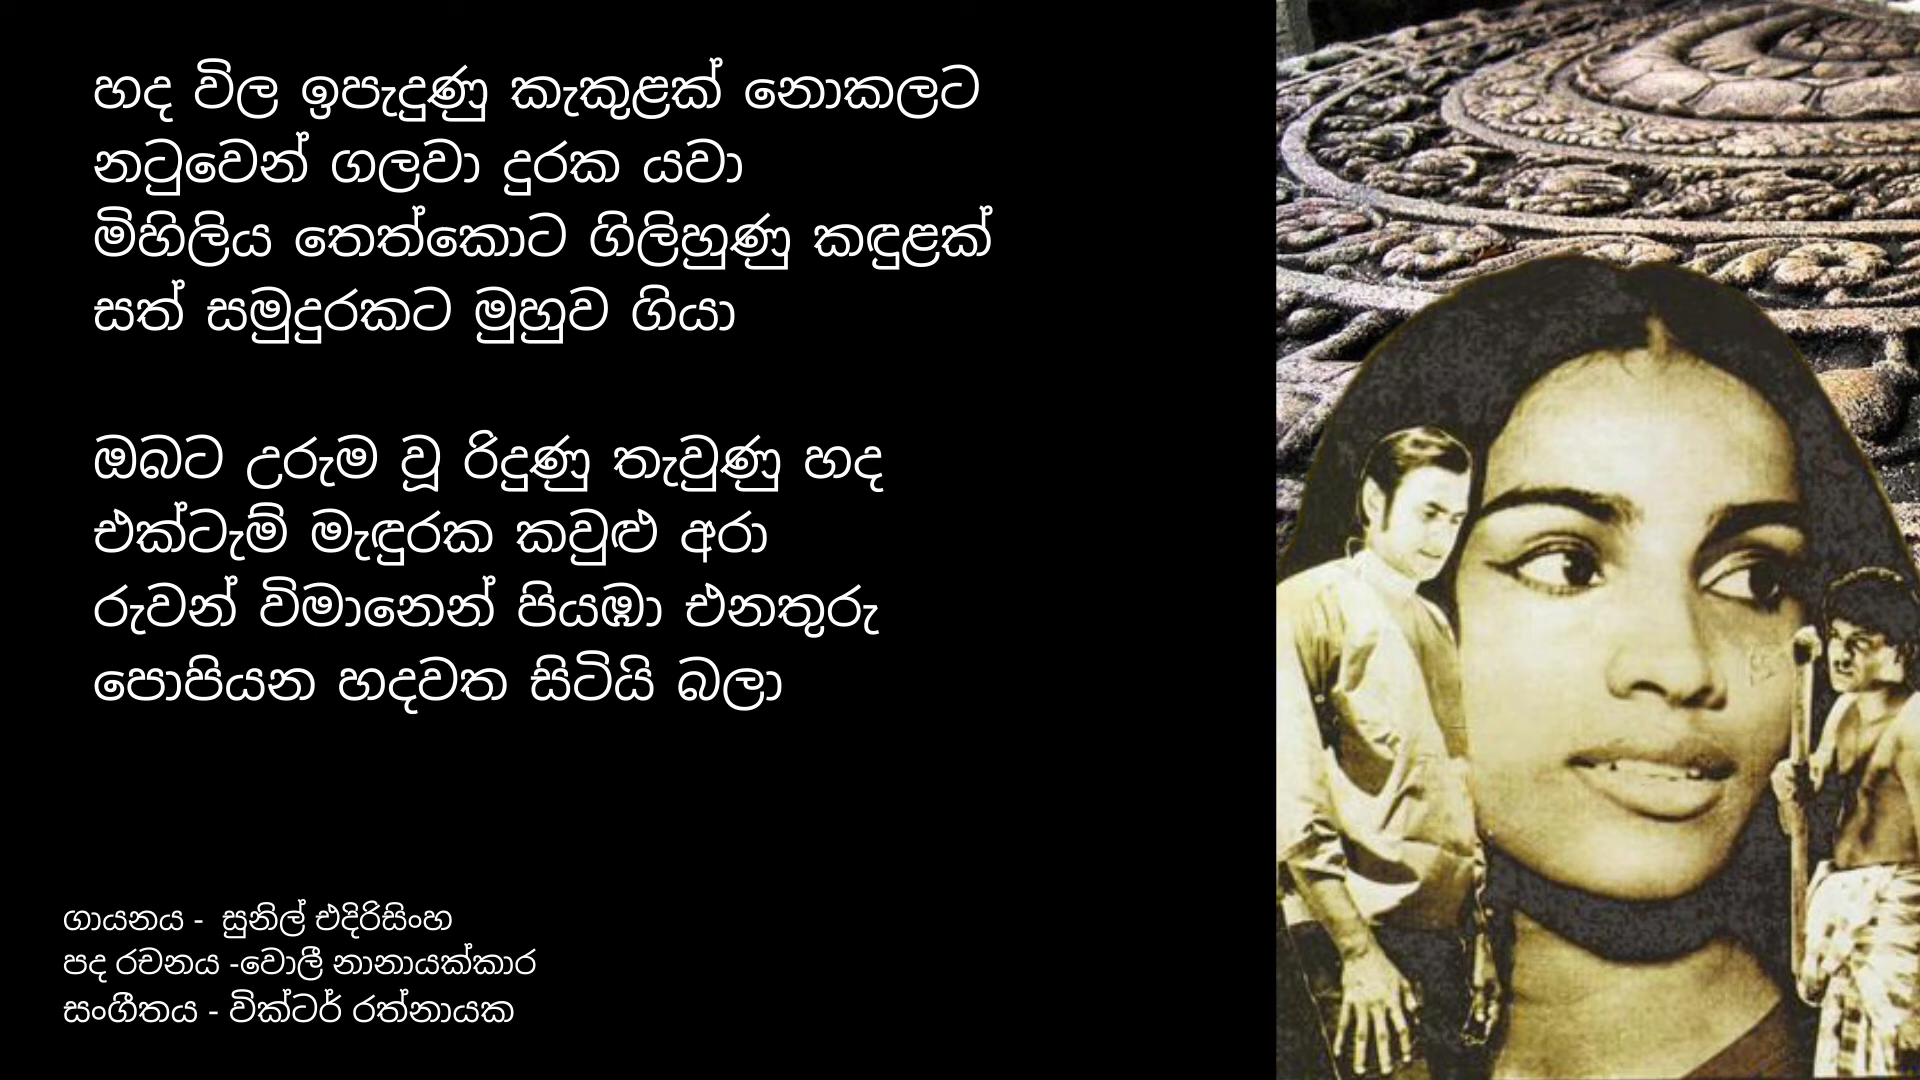 හද විල ඉපැදුණු කැකුළක් නොකලට
නටුවෙන් ගලවා දුරක යවා
මිහිලිය තෙත්කොට ගිලිහුණු කඳුළක්
සත් සමුදුරකට මුහුව ගියා
ඔබට උරුම වූ රිදුණු තැවුණු හද
එක්ටැම් මැඳුරක කවුළු අරා
රුවන් විමානෙන් පියඹා එනතුරු
පොපියන හදවත සිටියි බලා
ගායනය - සුනිල් එදිරිසිංහ
පද රචනය -වොලී නානායක්කාර
සංගීතය - වික්ටර් රත්නායක